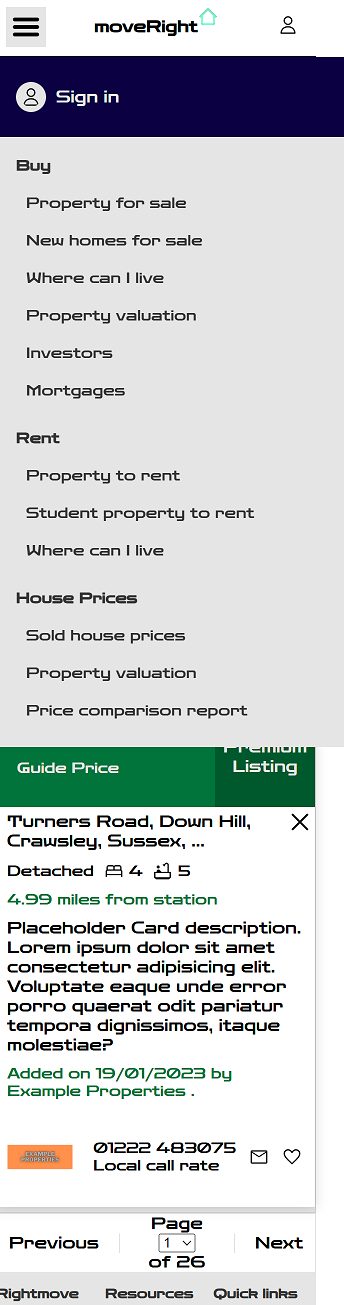 moveRight
Sign in
Buy
Property for sale
New homes for sale
Where can I live
Property valuation
Investors
Mortgages
Rent
Property to rent
Student property to rent
Where can I live
House Prices
Sold house prices
Property valuation
Price comparison report
Premium
Guide Price
Listing
Turners Road, Down Hill,
Crawsley, Sussex, ...
Detached 4 5
4.99 miles from station
Placeholder Card description.
Lorem ipsum dolor sit amet
consectetur adipisicing elit.
Voluptate eaque unde error
porro quaerat odit pariatur
tempora dignissimos, itaque
molestiae?
Added on 19/01/2023 by
Example Properties .
EXAMPLE
PROPERTIES
01222 483075
Local call rate
Page
Previous 1 Next
of 26
Rightmove Resources Quick links